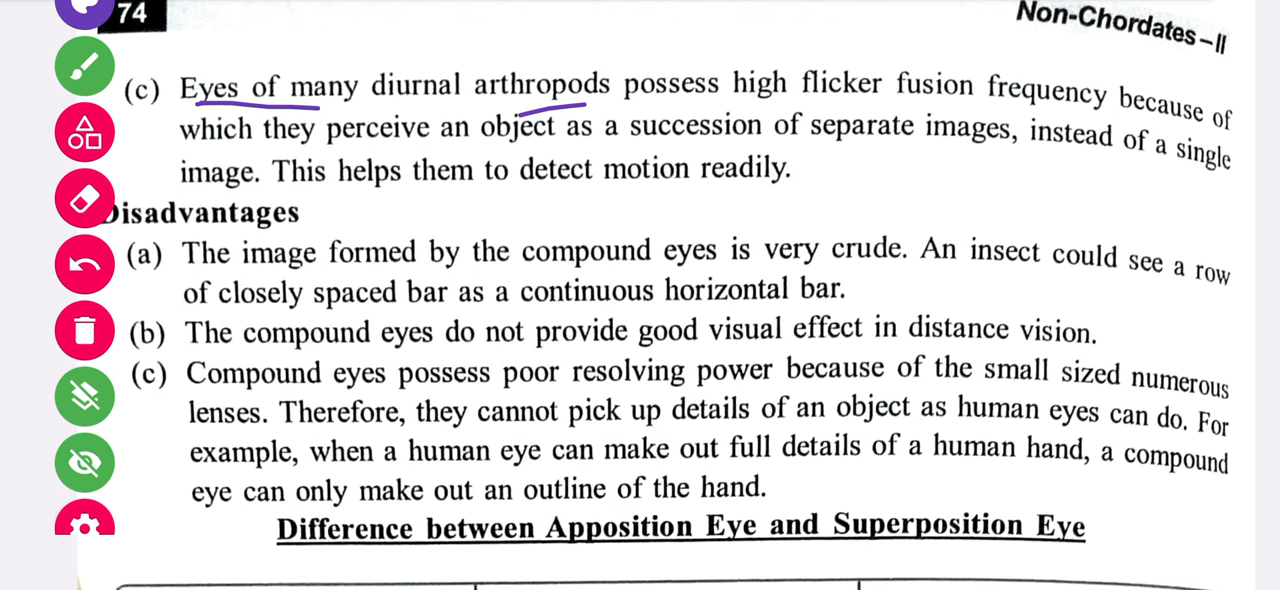 74
Non-Chordates–II
(c) Eyes of many diurnal arthropods possess high flicker fusion frequency because of
which they perceive an object as a succession of separate images, instead of a single
image. This helps them to detect motion readily.
Disadvantages
(a) The image formed by the compound eyes is very crude. An insect could see a row
of closely spaced bar as a continuous horizontal bar.
(b) The compound eyes do not provide good visual effect in distance vision.
(c) Compound eyes possess poor resolving power because of the small sized numerous
lenses. Therefore, they cannot pick up details of an object as human eyes can do. For
example, when a human eye can make out full details of a human hand, a compound
eye can only make out an outline of the hand.
Difference between Apposition Eye and Superposition Eye